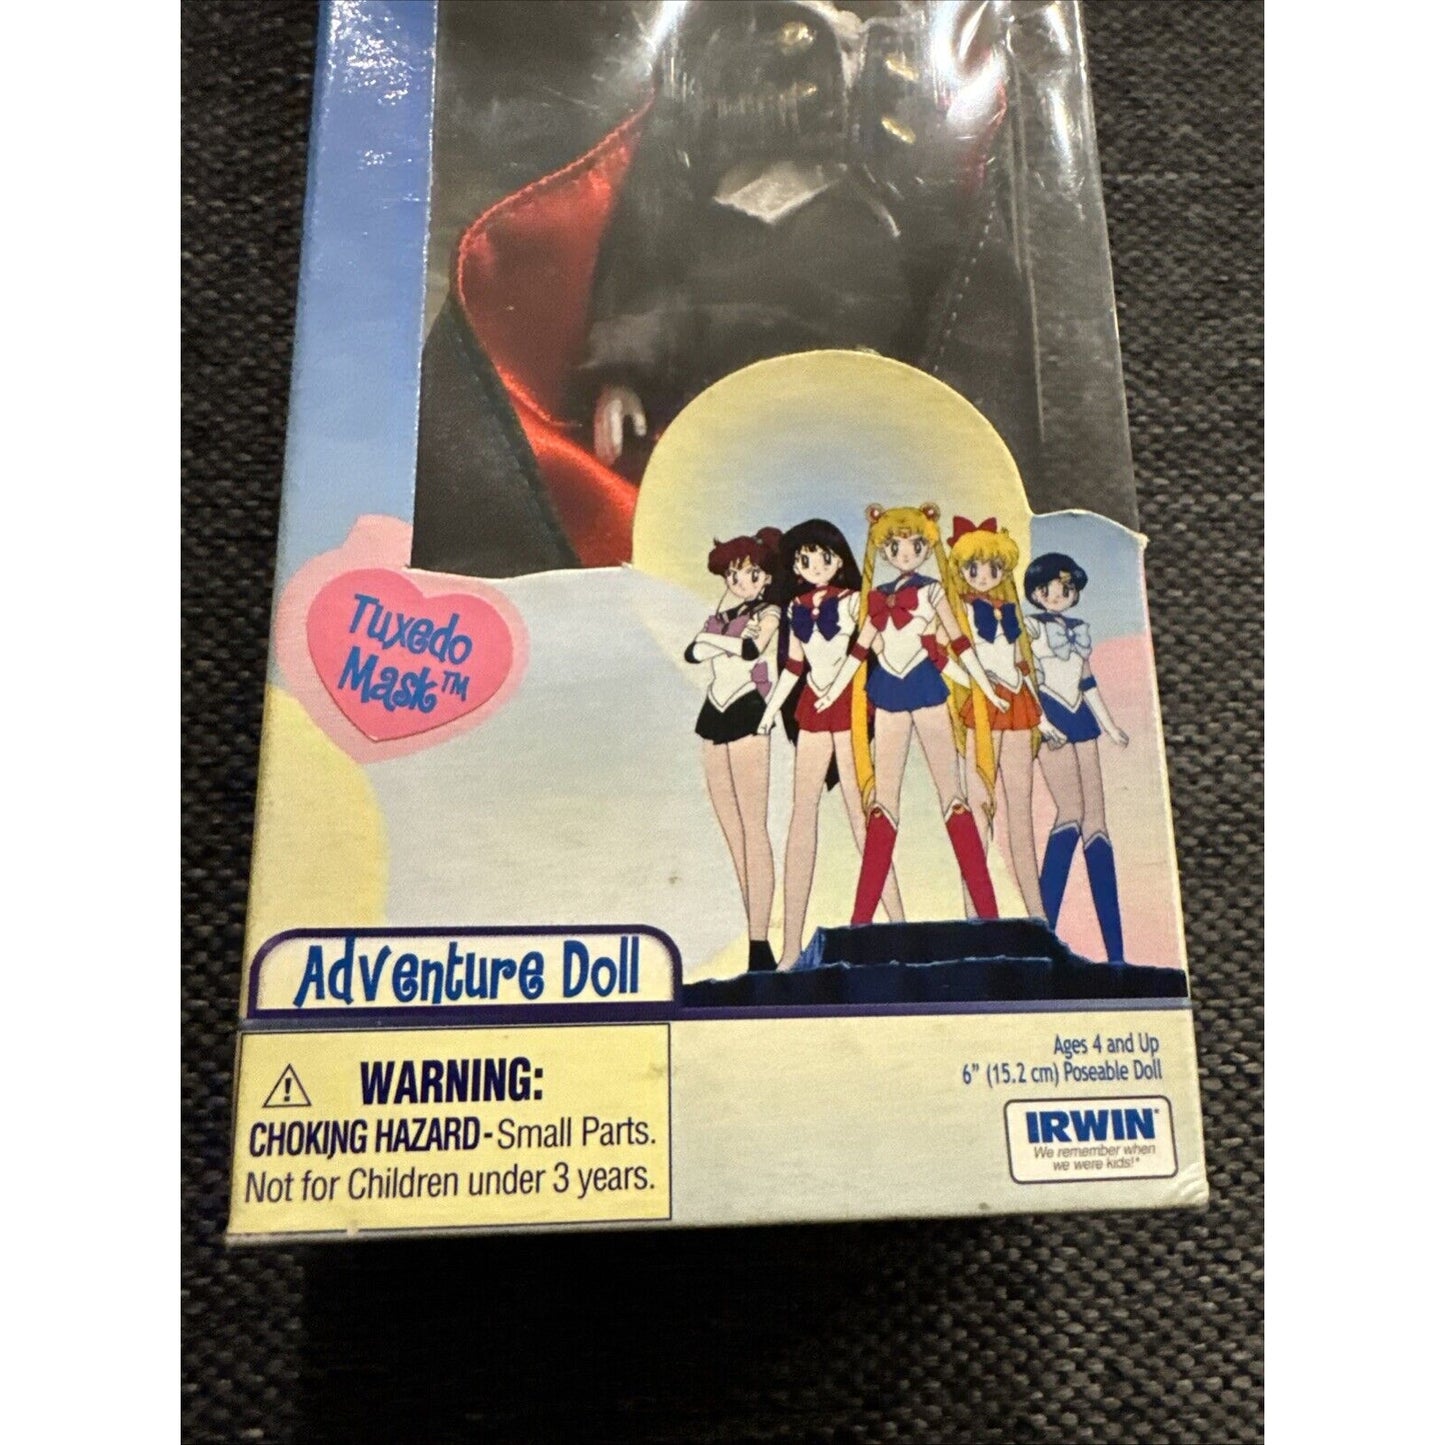 Tuxedo
Mask™
Adventure Doll
⚠ WARNING:
CHOKING HAZARD - Small Parts.
Not for Children under 3 years.
Ages 4 and Up
6" (15.2 cm) Poseable Doll
IRWIN®
We remember when
we were kids!®